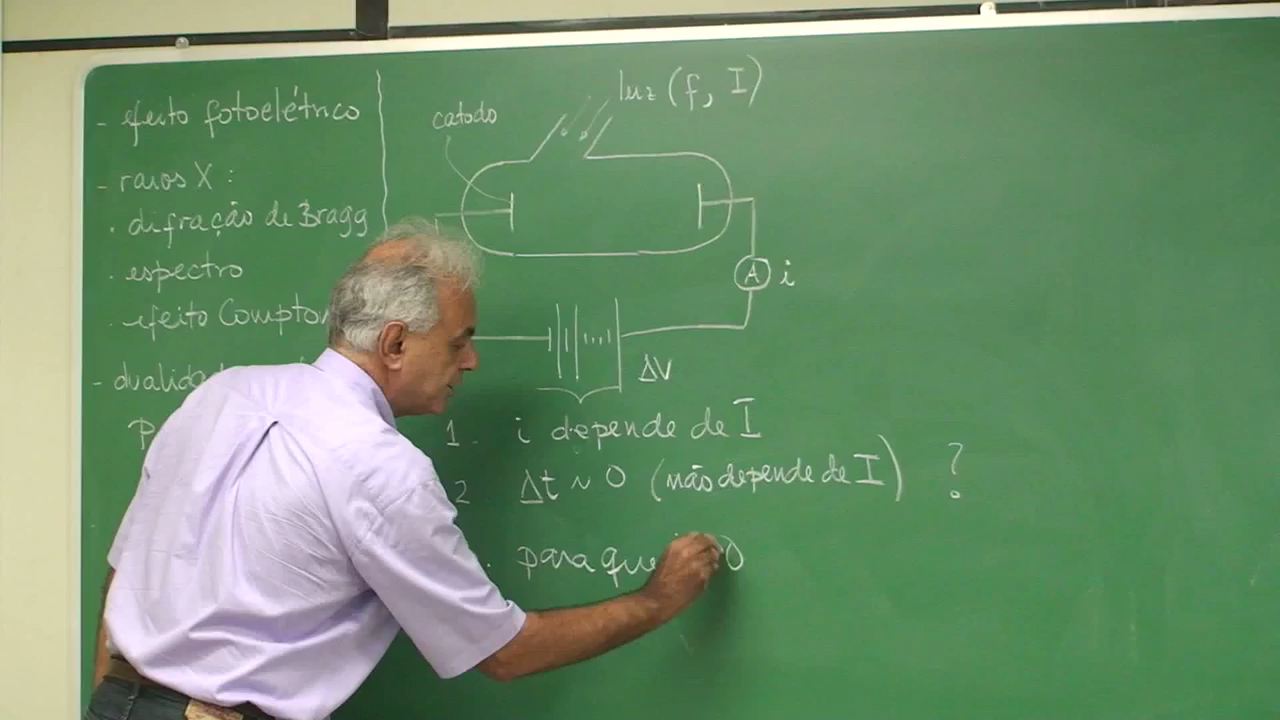 - efeito fotoelétrico
- raios X :
. difração de Bragg
. espectro
. efeito Compton
-
catodo
luz (f, I)
A i
ΔV
1. i depende de I
2 Δt ~ 0 (não depende de I) ?
. para que 0